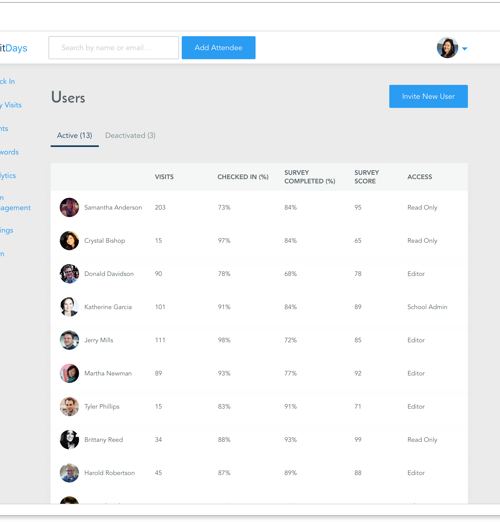 itDays
Search by name or email…
Add Attendee
ck In
y Visits
nts
words
lytics
n
agement
ings
n
Users
Invite New User
Active (13)
Deactivated (3)
VISITS CHECKED IN (%) SURVEY COMPLETED (%) SURVEY SCORE ACCESS
Samantha Anderson 203 73% 84% 95 Read Only
Crystal Bishop 15 97% 84% 65 Read Only
Donald Davidson 90 78% 68% 78 Editor
Katherine Garcia 101 91% 84% 89 School Admin
Jerry Mills 111 98% 72% 85 Editor
Martha Newman 89 93% 77% 92 Editor
Tyler Phillips 15 83% 91% 71 Editor
Brittany Reed 34 88% 93% 99 Read Only
Harold Robertson 45 87% 89% 88 Editor